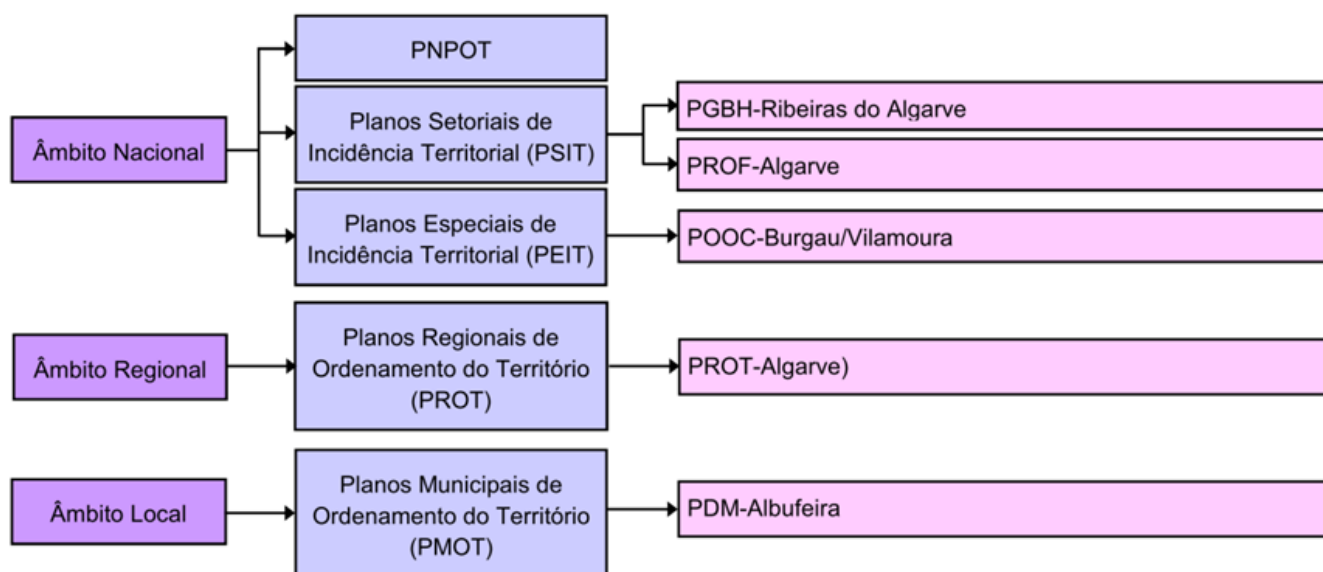 PNPOT
Âmbito Nacional
Planos Setoriais de
Incidência Territorial (PSIT)
PGBH-Ribeiras do Algarve
PROF-Algarve
Planos Especiais de
Incidência Territorial (PEIT)
POOC-Burgau/Vilamoura
Âmbito Regional
Planos Regionais de
Ordenamento do Território
(PROT)
PROT-Algarve)
Âmbito Local
Planos Municipais de
Ordenamento do Território
(PMOT)
PDM-Albufeira